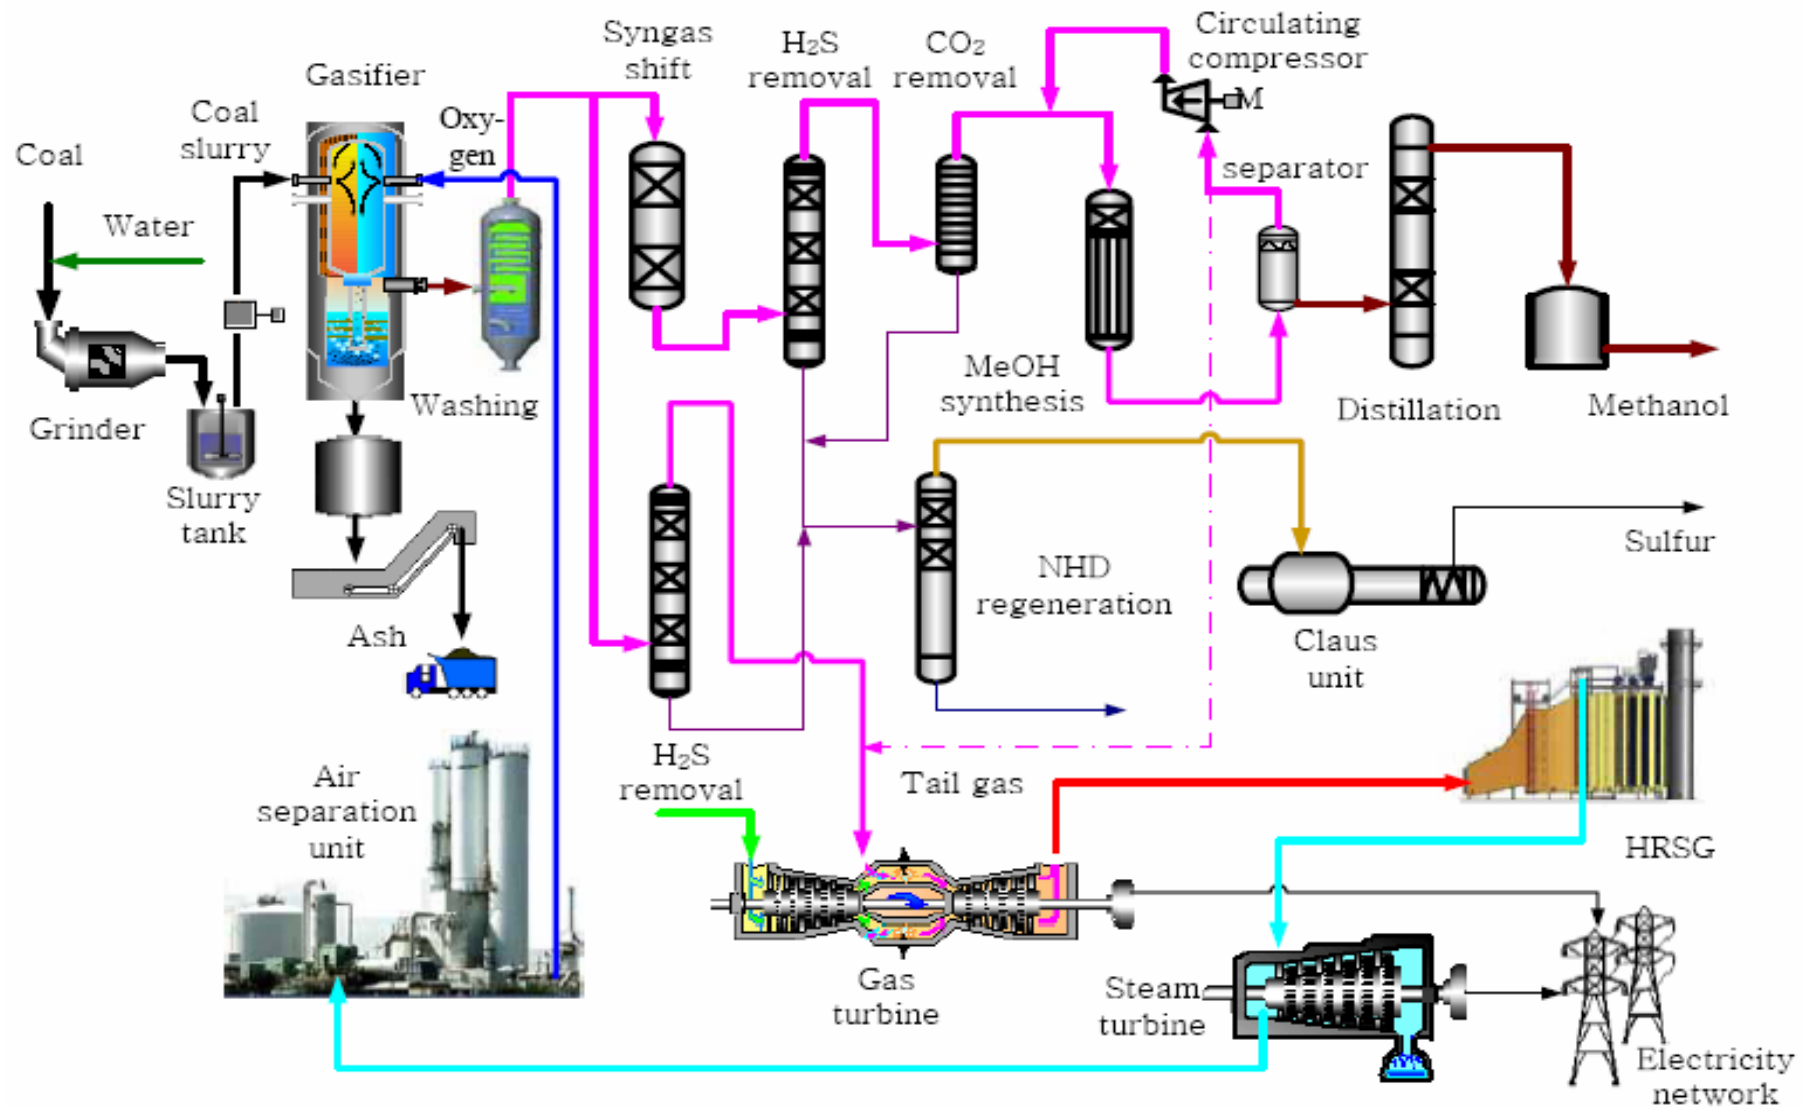 Syngas
shift
H₂S
removal
CO₂
removal
Circulating
compressor
M
Gasifier
Coal
slurry
Oxy-
gen
Coal
separator
Water
Washing
MeOH
synthesis
Distillation
Methanol
Grinder
Slurry
tank
NHD
regeneration
Sulfur
Claus
unit
Ash
H₂S
removal
Tail gas
Air
separation
unit
HRSG
Gas
turbine
Steam
turbine
Electricity
network